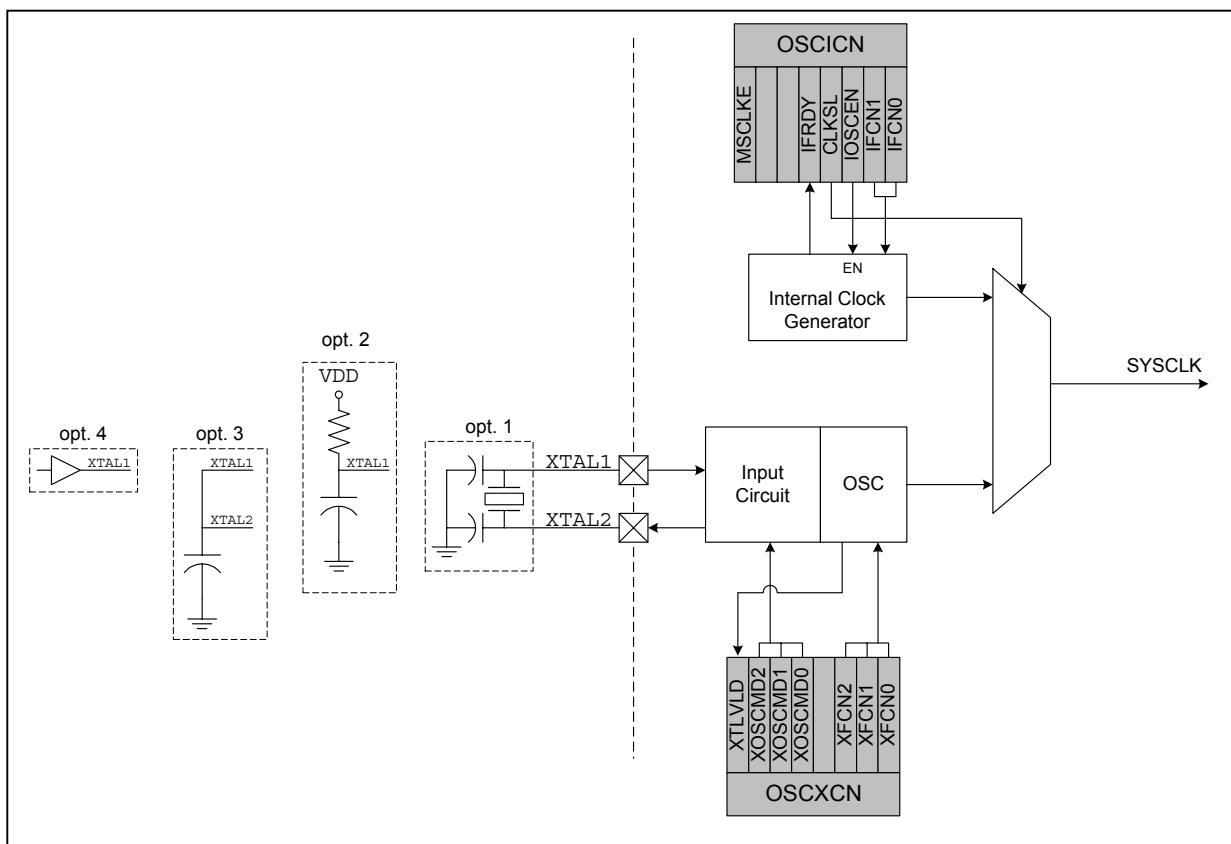 OSCICN
MSCLKE
IFRDY
CLKSL
IOSCEN
IFCN1
IFCN0
EN
Internal Clock
Generator
SYSCLK
opt. 4
XTAL1
opt. 3
XTAL1
XTAL2
opt. 2
VDD
XTAL1
opt. 1
XTAL1
XTAL2
Input
Circuit
OSC
XTLVLD
XOSCMD2
XOSCMD1
XOSCMD0
XFCN2
XFCN1
XFCN0
OSCXCN